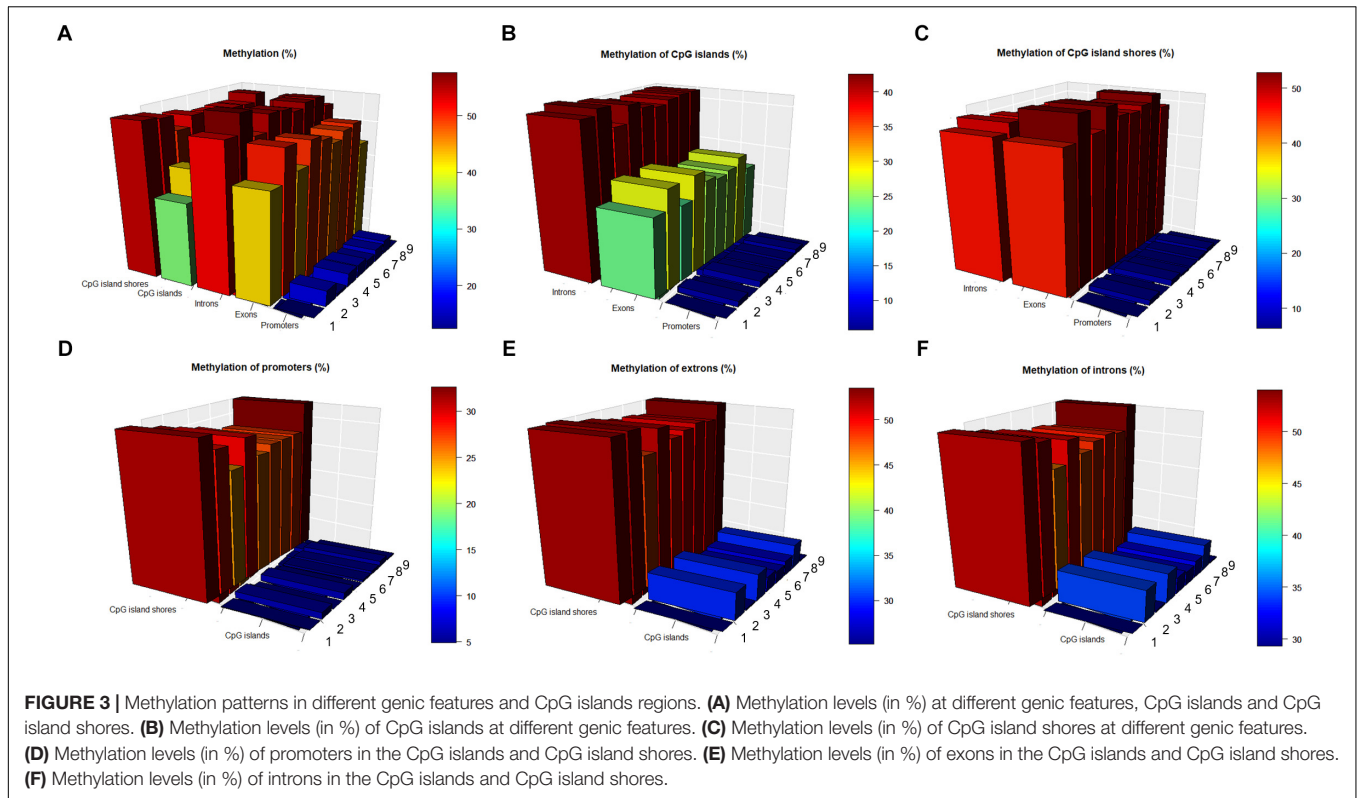 A
Methylation (%)
50
40
30
20
CpG island shores
CpG islands
Introns
Exons
Promoters
1 2 3 4 5 6 7 8 9
B
Methylation of CpG islands (%)
40
35
30
25
20
15
10
Introns
Exons
Promoters
1 2 3 4 5 6 7 8 9
C
Methylation of CpG island shores (%)
50
40
30
20
10
Introns
Exons
Promoters
1 2 3 4 5 6 7 8 9
D
Methylation of promoters (%)
30
25
20
15
10
5
CpG island shores
CpG islands
1 2 3 4 5 6 7 8 9
E
Methylation of extrons (%)
50
45
40
35
30
CpG island shores
CpG islands
1 2 3 4 5 6 7 8 9
F
Methylation of introns (%)
50
45
40
35
30
CpG island shores
CpG islands
1 2 3 4 5 6 7 8 9
FIGURE 3 | Methylation patterns in different genic features and CpG islands regions. (A) Methylation levels (in %) at different genic features, CpG islands and CpG
island shores. (B) Methylation levels (in %) of CpG islands at different genic features. (C) Methylation levels (in %) of CpG island shores at different genic features.
(D) Methylation levels (in %) of promoters in the CpG islands and CpG island shores. (E) Methylation levels (in %) of exons in the CpG islands and CpG island shores.
(F) Methylation levels (in %) of introns in the CpG islands and CpG island shores.